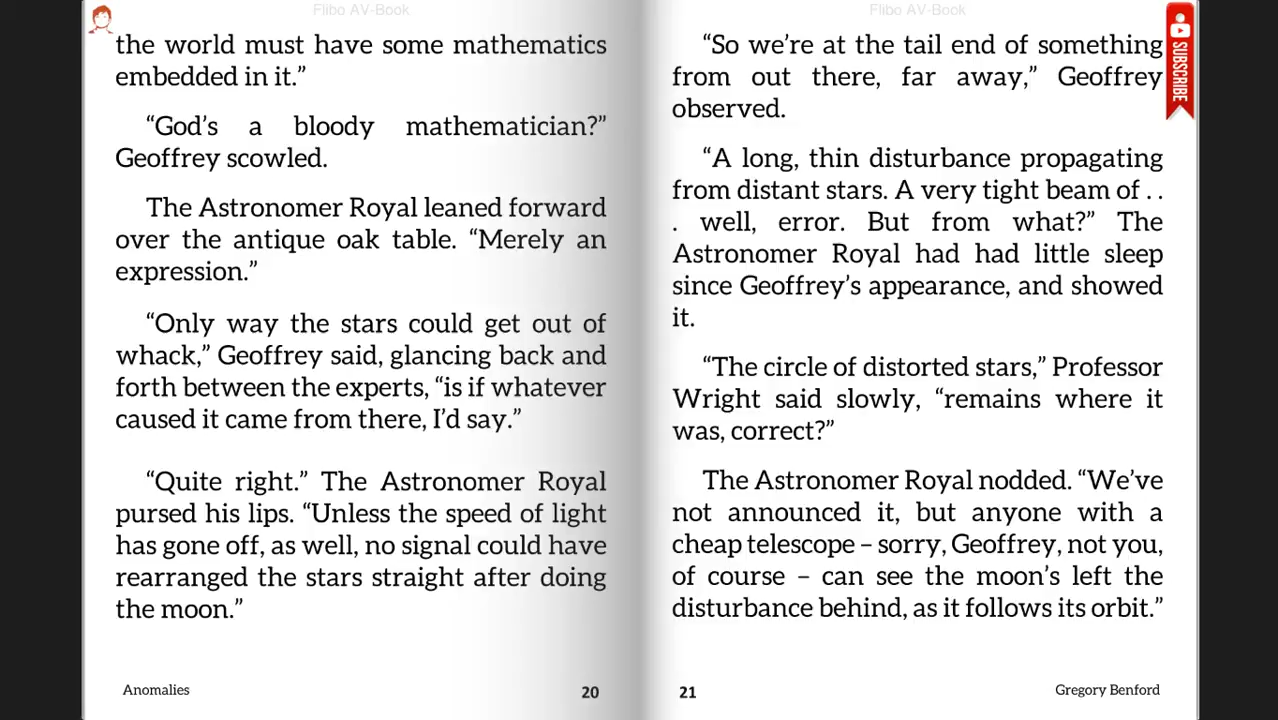 Flibo AV-Book
the world must have some mathematics
embedded in it.”
“God’s a bloody mathematician?”
Geoffrey scowled.
The Astronomer Royal leaned forward
over the antique oak table. “Merely an
expression.”
“Only way the stars could get out of
whack,” Geoffrey said, glancing back and
forth between the experts, “is if whatever
caused it came from there, I’d say.”
“Quite right.” The Astronomer Royal
pursed his lips. “Unless the speed of light
has gone off, as well, no signal could have
rearranged the stars straight after doing
the moon.”
Anomalies
20
Flibo AV-Book
“So we’re at the tail end of something
from out there, far away,” Geoffrey
observed.
“A long, thin disturbance propagating
from distant stars. A very tight beam of . .
. well, error. But from what?” The
Astronomer Royal had had little sleep
since Geoffrey’s appearance, and showed
it.
“The circle of distorted stars,” Professor
Wright said slowly, “remains where it
was, correct?”
The Astronomer Royal nodded. “We’ve
not announced it, but anyone with a
cheap telescope – sorry, Geoffrey, not you,
of course – can see the moon’s left the
disturbance behind, as it follows its orbit.”
21
Gregory Benford
SUBSCRIBE